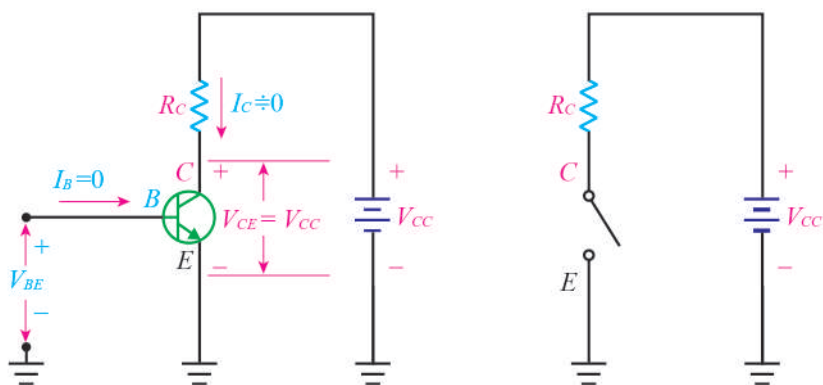 R_C
I_C ≑ 0
C
+
I_B = 0
B
V_CE = V_CC
+
V_CC
E
−
−
+
V_BE
−
R_C
C
+
V_CC
E
−